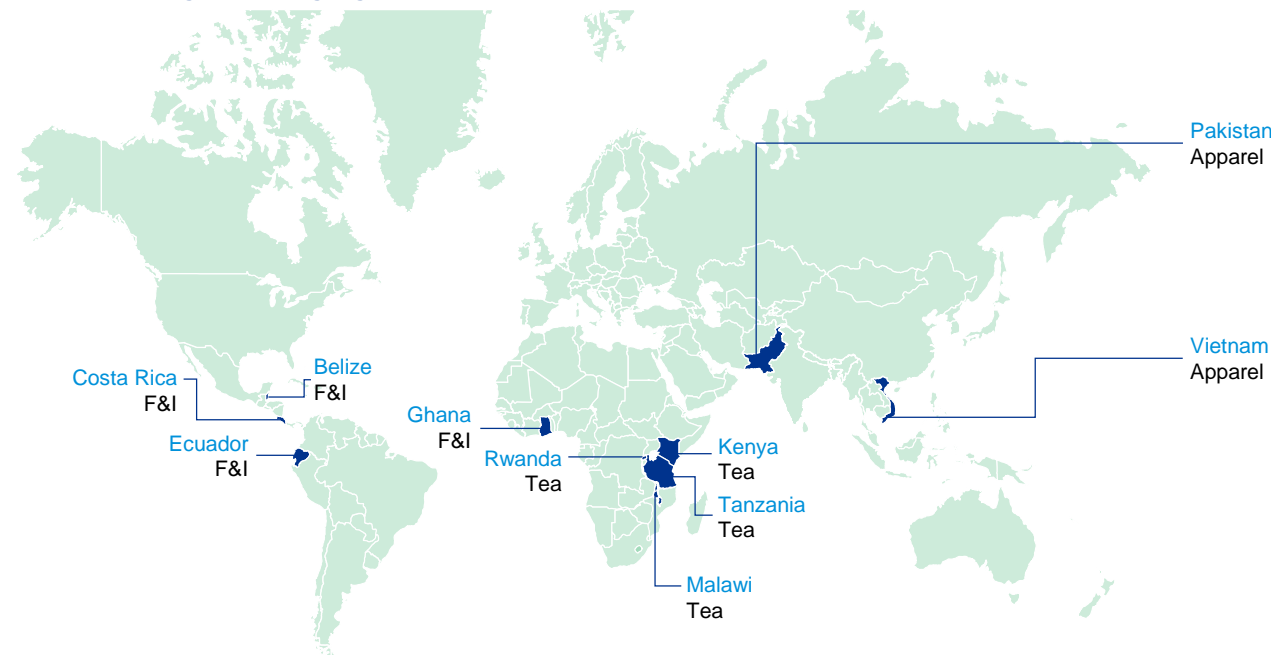 Pakistan
Apparel
Vietnam
Apparel
Belize
F&I
Costa Rica
F&I
Ecuador
F&I
Ghana
F&I
Rwanda
Tea
Kenya
Tea
Tanzania
Tea
Malawi
Tea